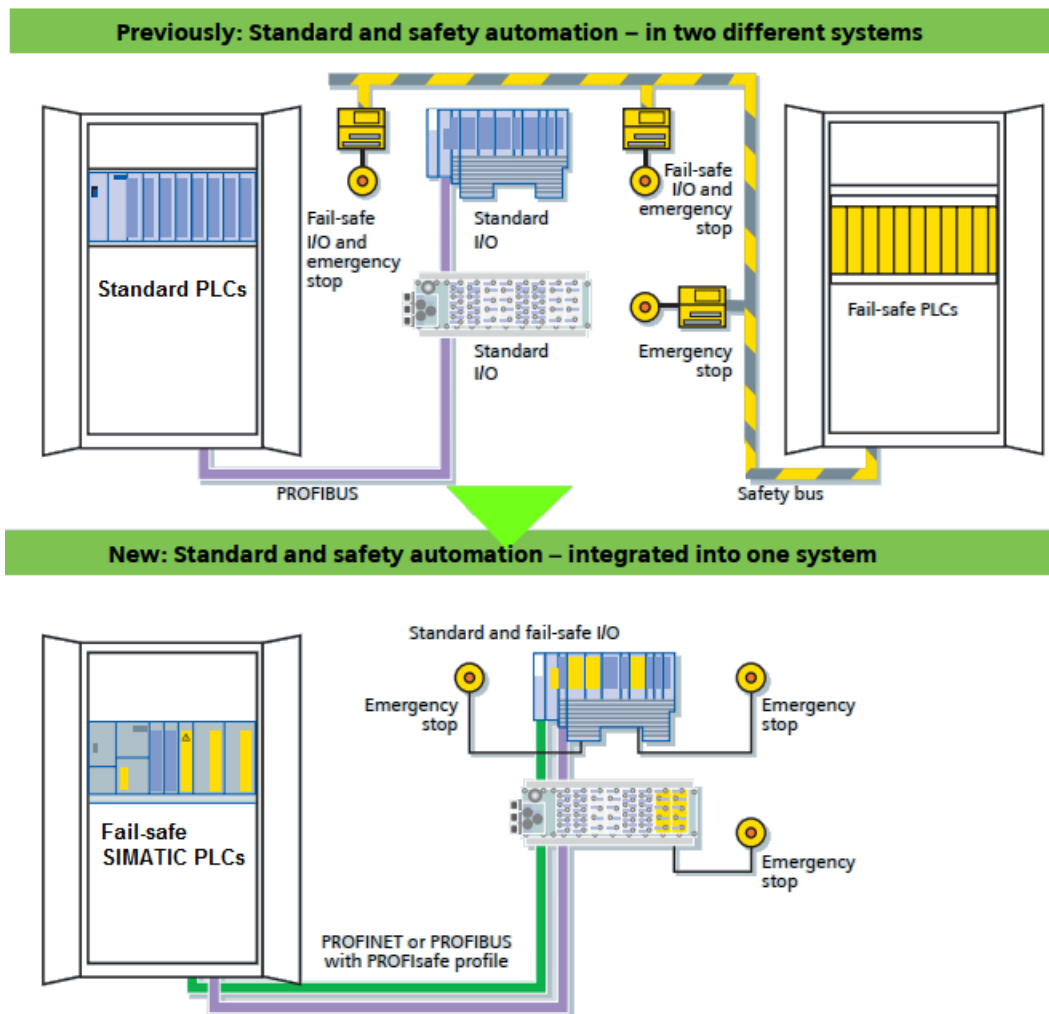 Previously: Standard and safety automation – in two different systems
Fail-safe
I/O and
emergency
stop
Standard
I/O
Fail-safe
I/O and
emergency
stop
Standard PLCs
Fail-safe PLCs
Standard
I/O
Emergency
stop
PROFIBUS
Safety bus
New: Standard and safety automation – integrated into one system
Standard and fail-safe I/O
Emergency
stop
Emergency
stop
Fail-safe
SIMATIC PLCs
Emergency
stop
PROFINET or PROFIBUS
with PROFIsafe profile